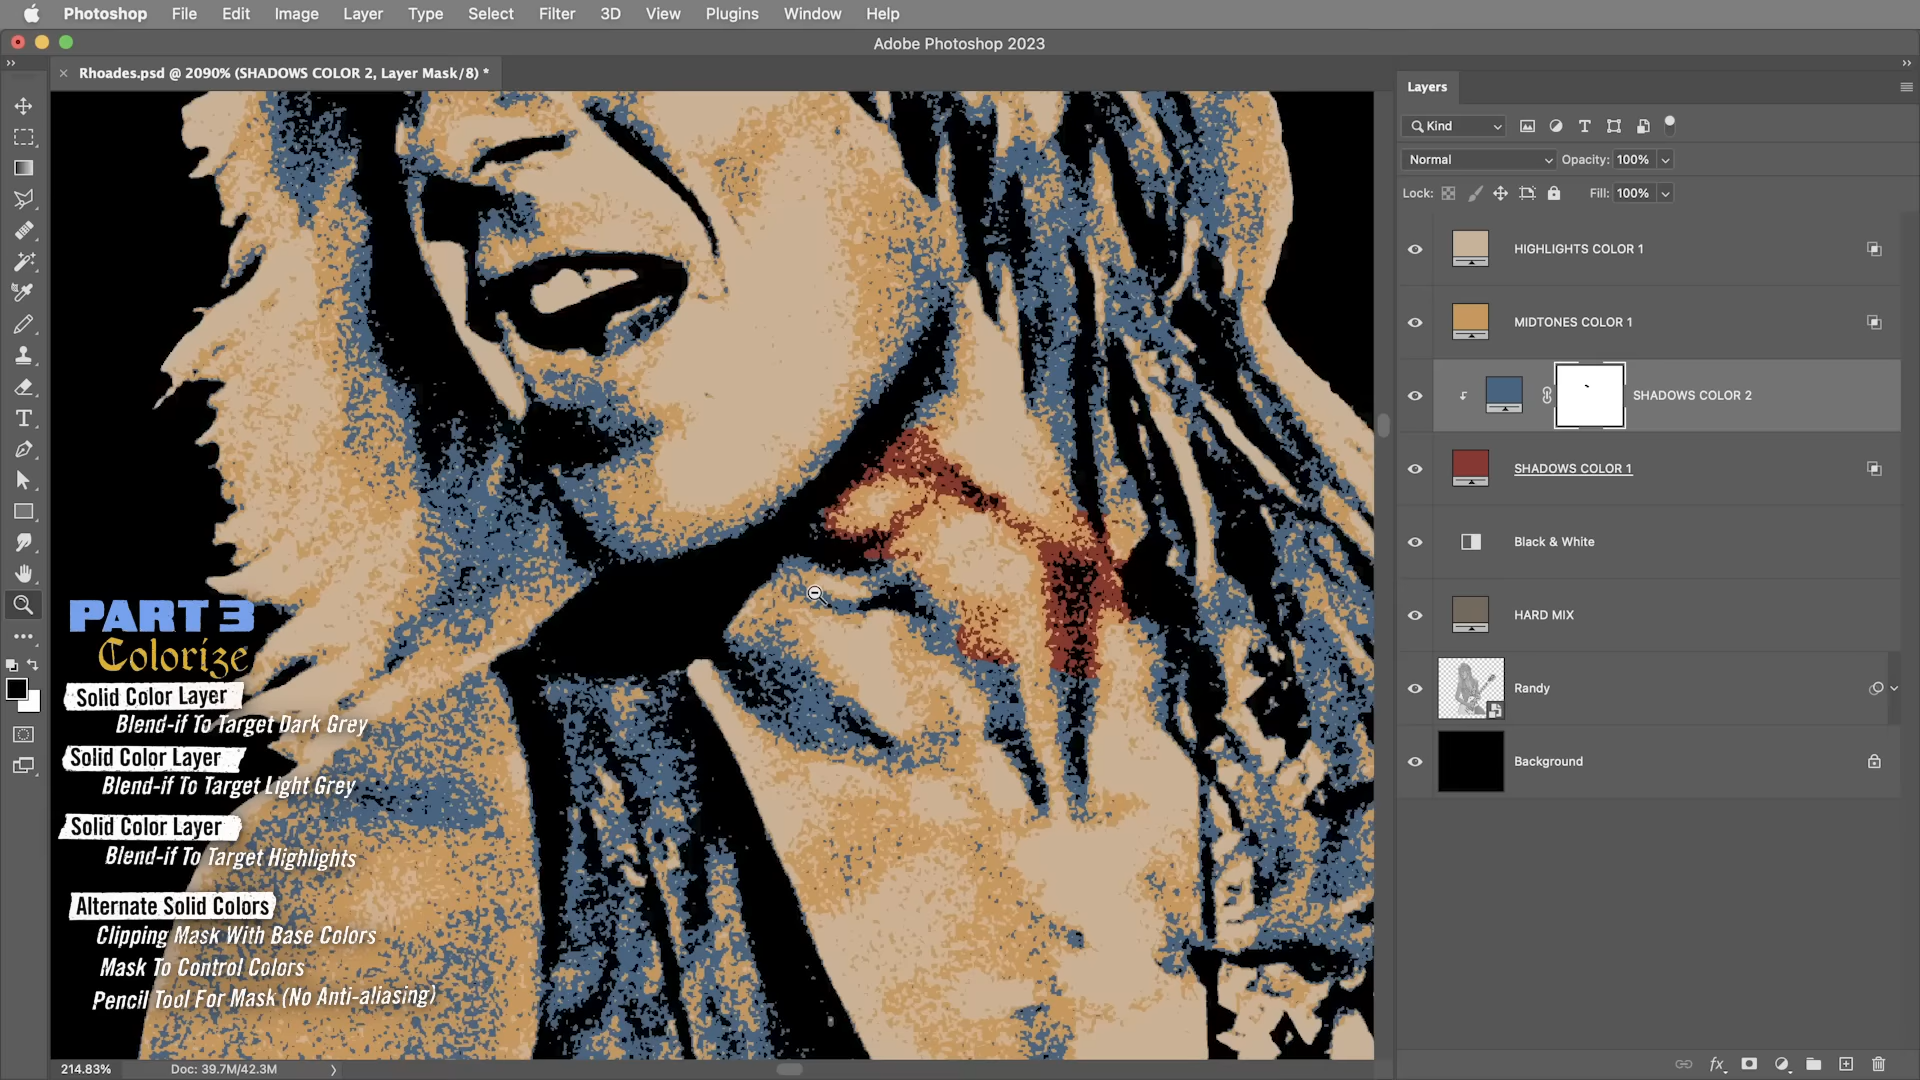 Photoshop File Edit Image Layer Type Select Filter 3D View Plugins Window Help
Adobe Photoshop 2023
Rhoades.psd @ 2090% (SHADOWS COLOR 2, Layer Mask/8) *
Layers
Kind
Normal Opacity: 100%
Lock: Fill: 100%
HIGHLIGHTS COLOR 1
MIDTONES COLOR 1
SHADOWS COLOR 2
SHADOWS COLOR 1
Black & White
HARD MIX
Randy
Background
PART 3
Colorize
Solid Color Layer
Blend-if To Target Dark Grey
Solid Color Layer
Blend-if To Target Light Grey
Solid Color Layer
Blend-if To Target Highlights
Alternate Solid Colors
Clipping Mask With Base Colors
Mask To Control Colors
Pencil Tool For Mask (No Anti-aliasing)
214.83% Doc: 39.7M/42.3M